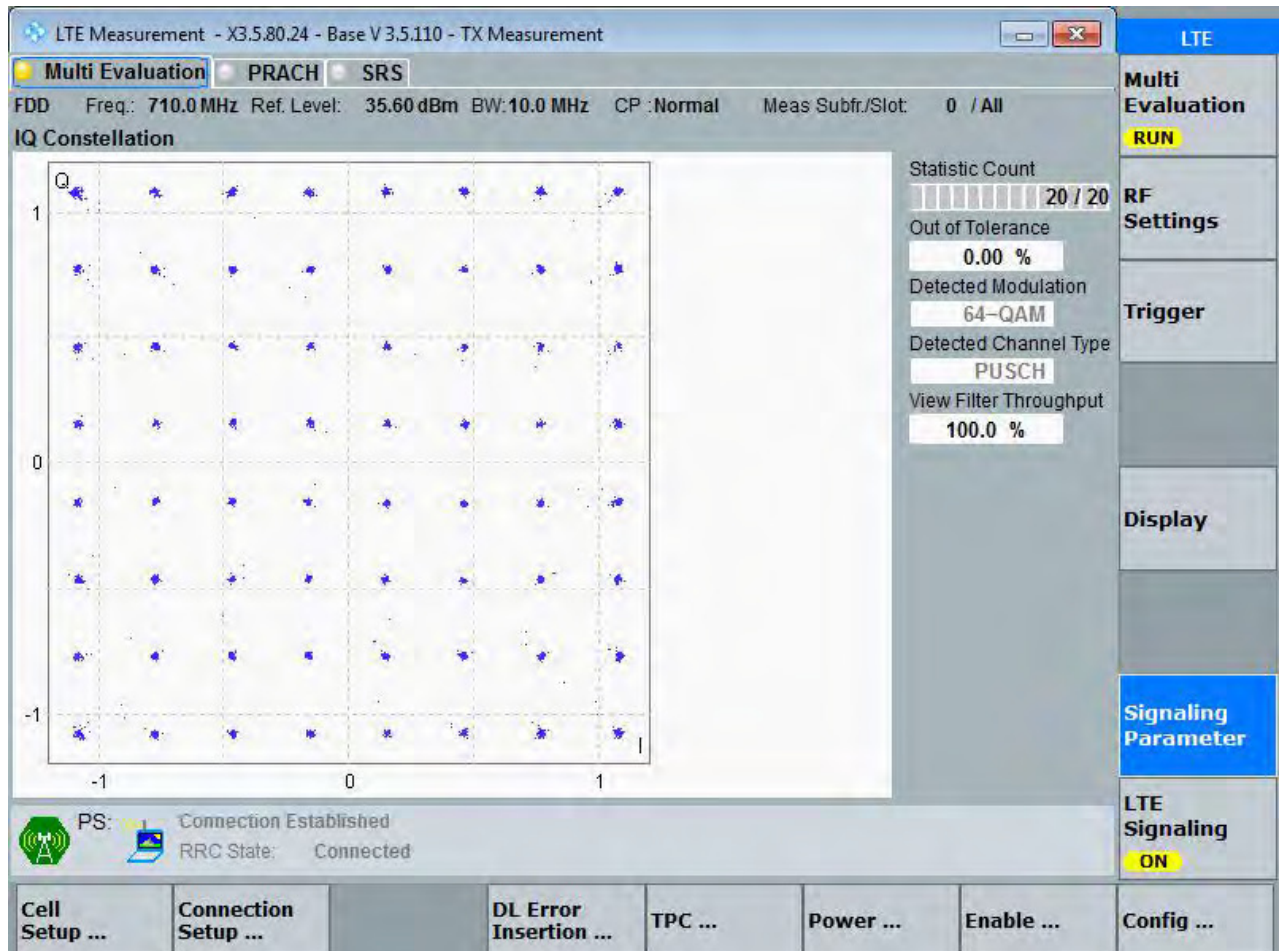 LTE Measurement - X3.5.80.24 - Base V 3.5.110 - TX Measurement
Multi Evaluation PRACH SRS
FDD Freq.: 710.0 MHz Ref. Level: 35.60 dBm BW: 10.0 MHz CP : Normal Meas Subfr./Slot: 0 / All
IQ Constellation
Q
1
0
-1
-1 0 1
I
Statistic Count
20 / 20
Out of Tolerance
0.00 %
Detected Modulation
64-QAM
Detected Channel Type
PUSCH
View Filter Throughput
100.0 %
LTE
Multi
Evaluation
RUN
RF
Settings
Trigger
Display
Signaling
Parameter
LTE
Signaling
ON
PS: Connection Established
RRC State: Connected
Cell
Setup ...
Connection
Setup ...
DL Error
Insertion ...
TPC ...
Power ...
Enable ...
Config ...